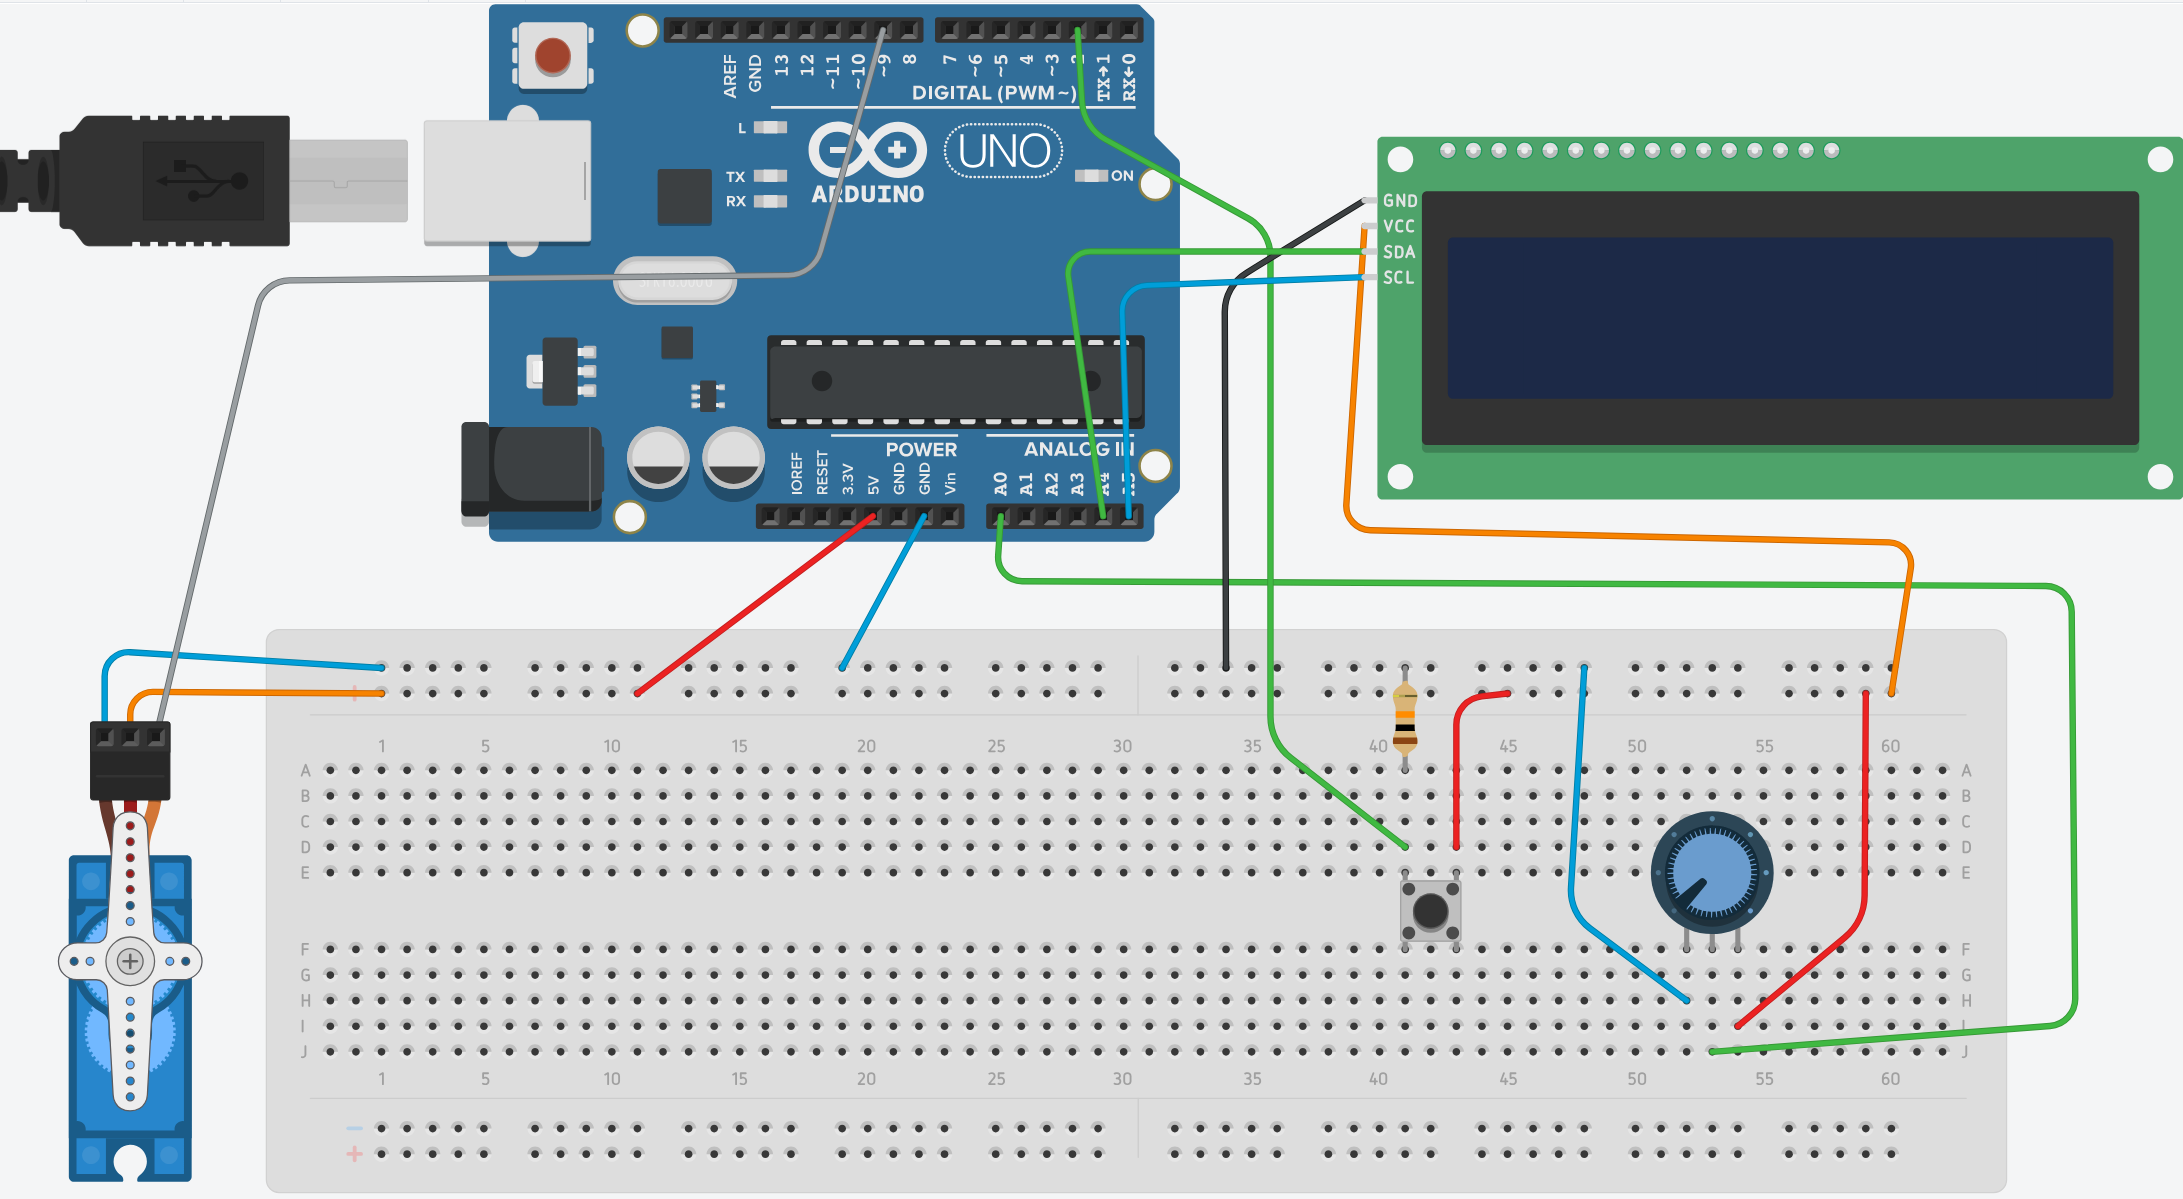 AREF GND 13 12 ~11 ~10 ~9 8 7 ~6 ~5 4 ~3 2 TX→1 RX←0
DIGITAL (PWM~)
L
UNO
TX
RX
ON
ARDUINO
GND
VCC
SDA
SCL
POWER
ANALOG IN
IOREF RESET 3.3V 5V GND GND Vin A0 A1 A2 A3 A4 A5
+
1 5 10 15 20 25 30 35 40 45 50 55 60
A A
B B
C C
D D
E E
F F
G G
H H
I I
J J
1 5 10 15 20 25 30 35 40 45 50 55 60
−
+